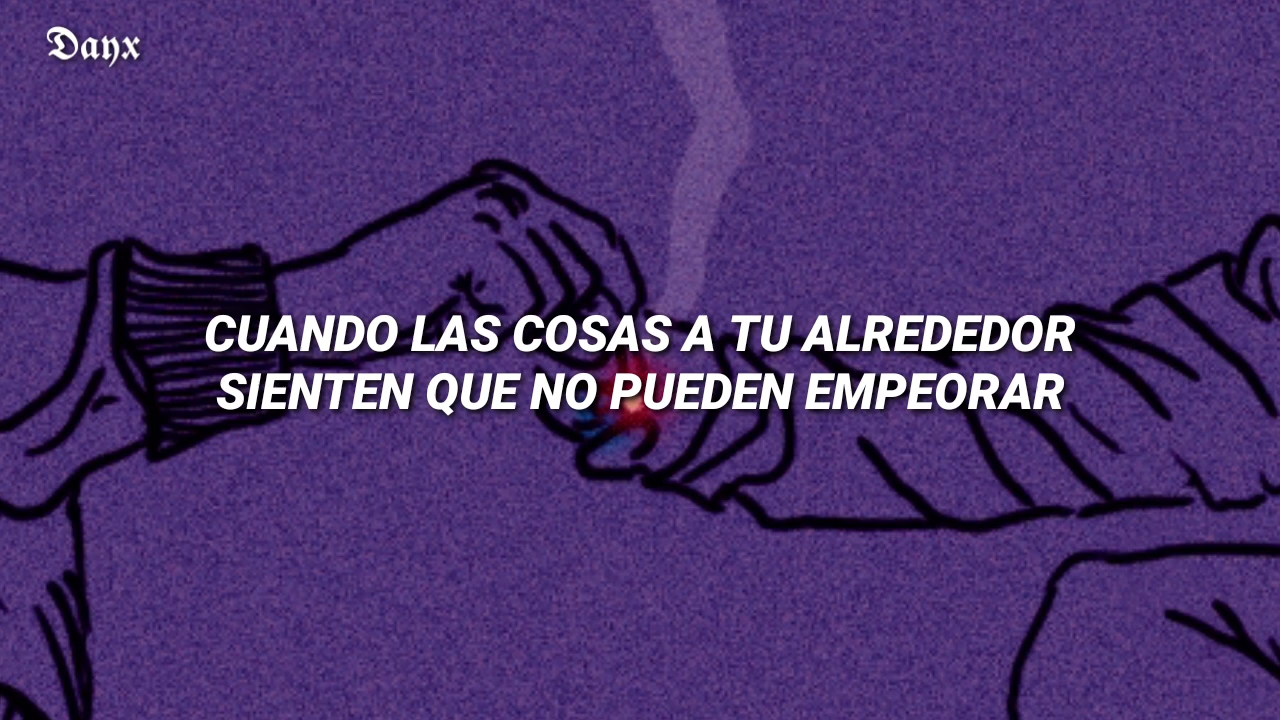 Danx
CUANDO LAS COSAS A TU ALREDEDOR
SIENTEN QUE NO PUEDEN EMPEORAR